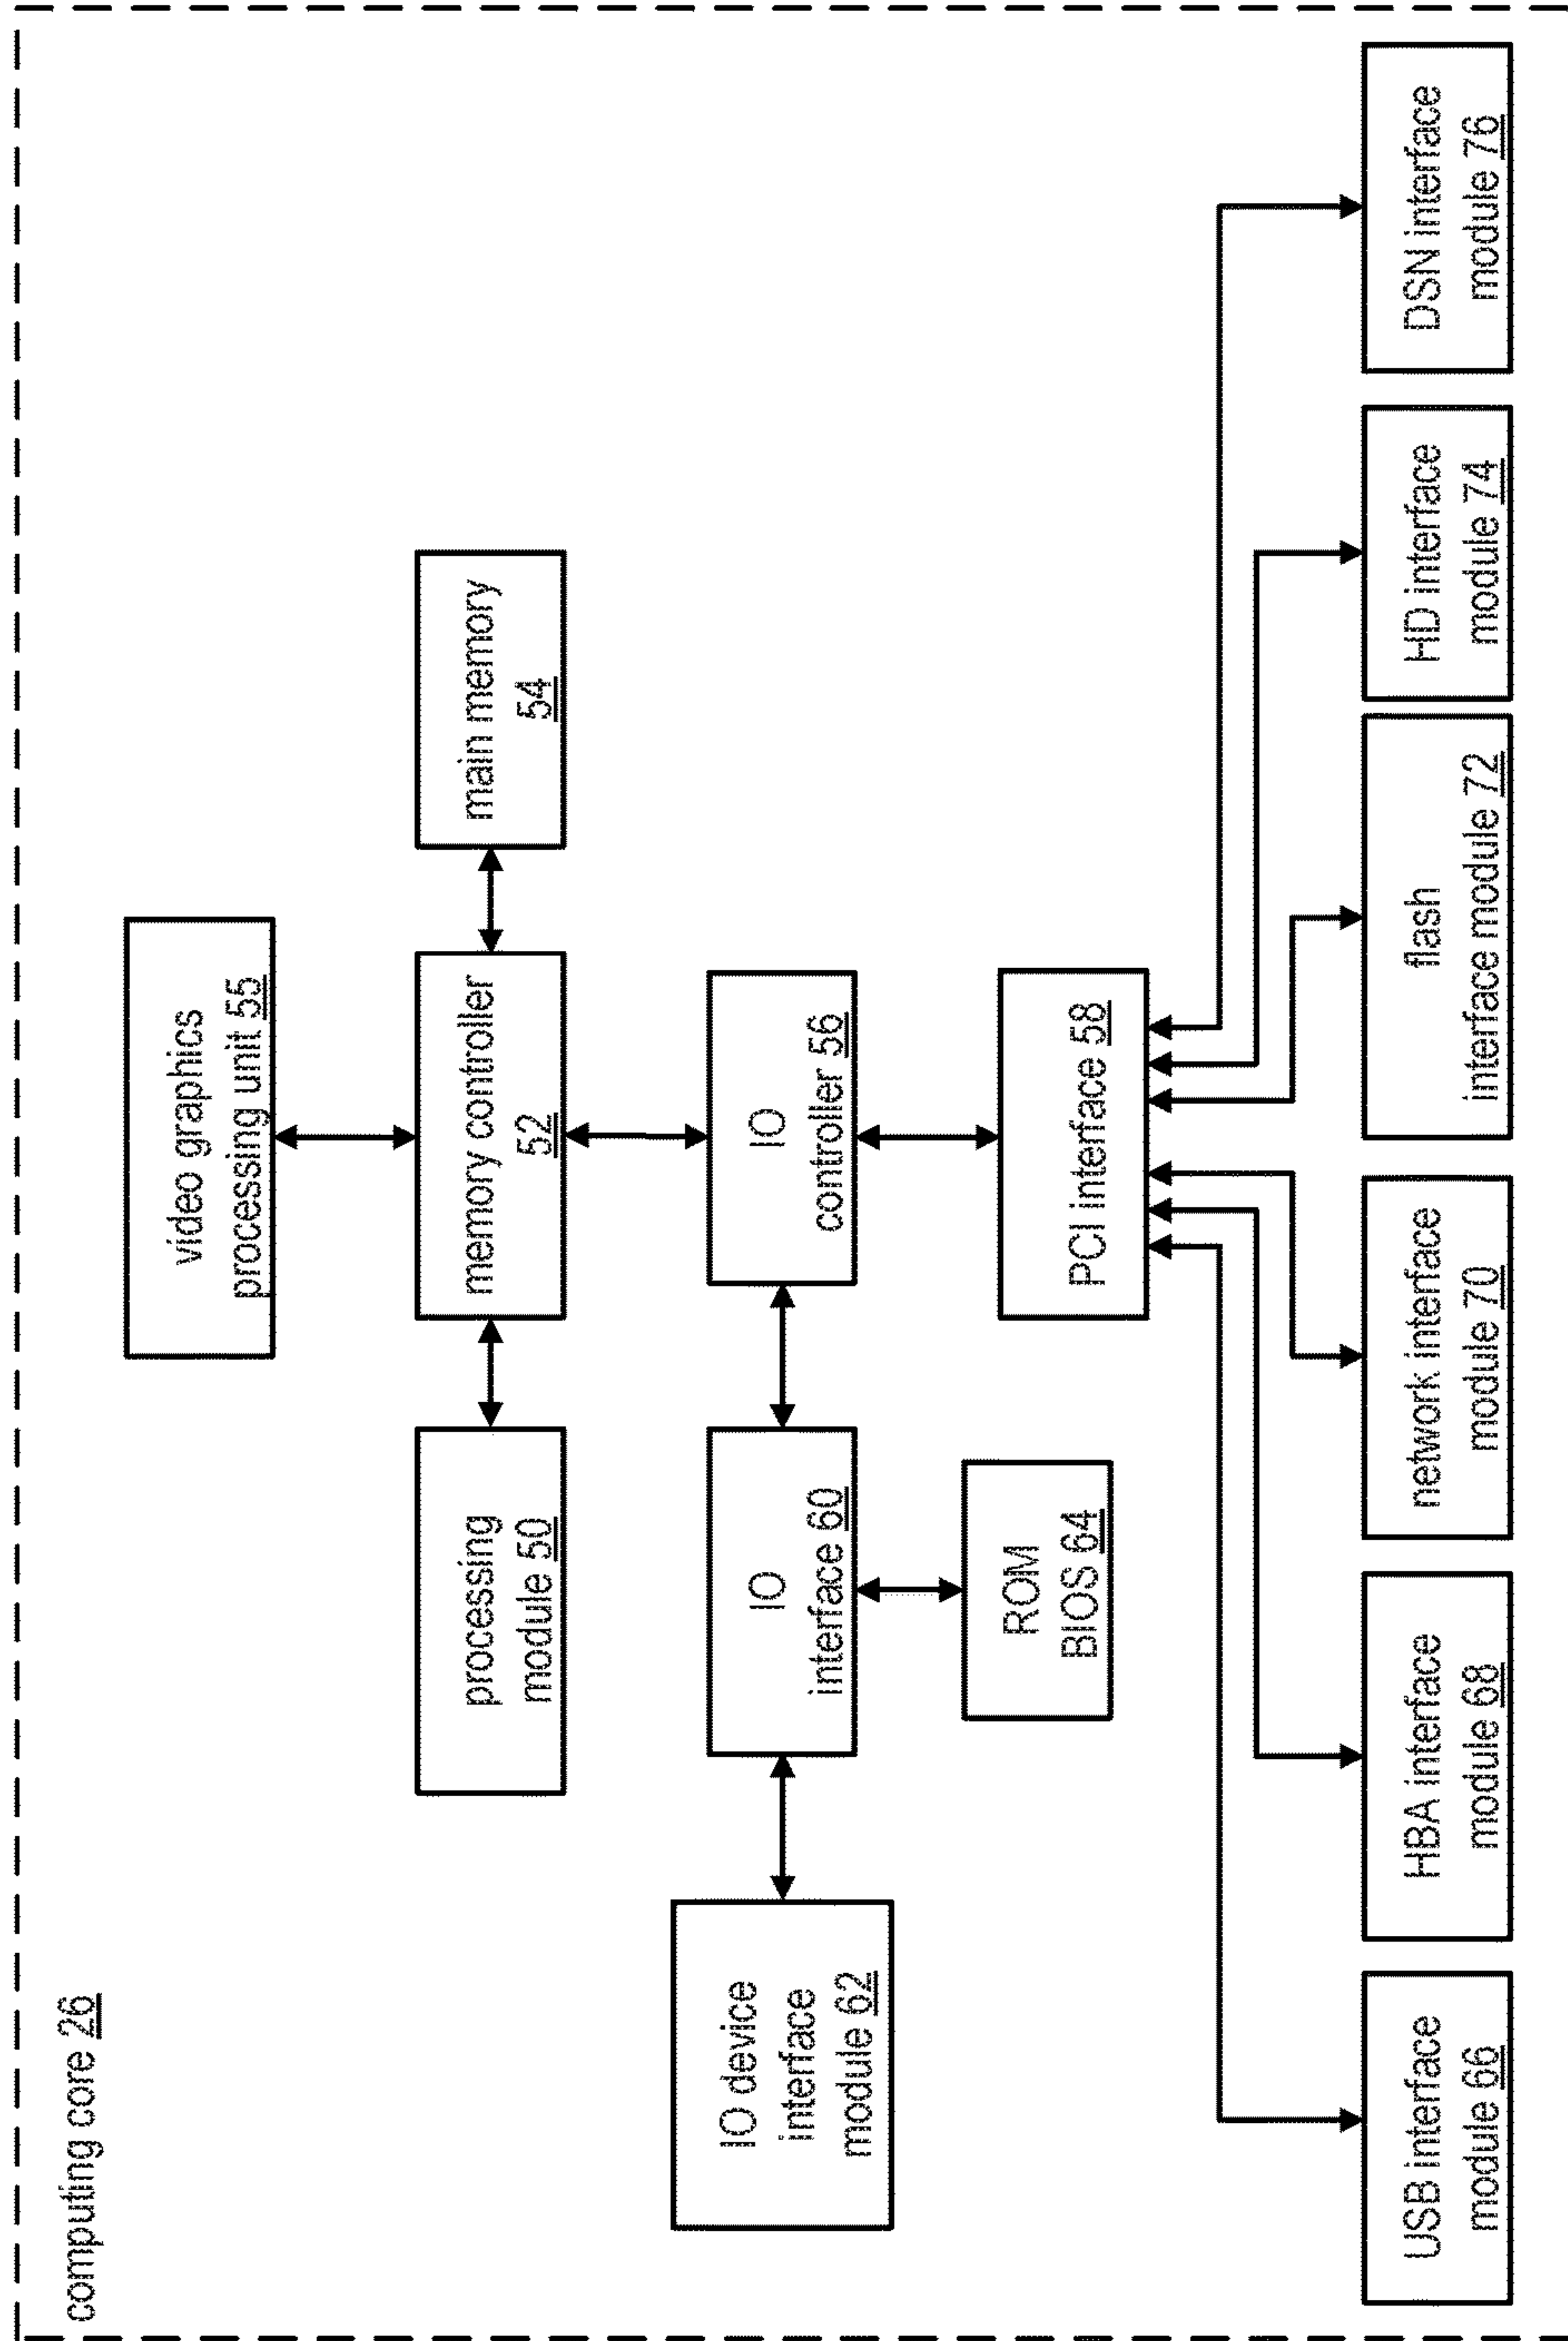 computing core 26
video graphics
processing unit 55
processing
module 50
memory controller
52
main memory
54
IO device
interface
module 62
IO
interface 60
IO
controller 56
ROM
BIOS 64
PCI interface 58
USB interface
module 66
HBA interface
module 68
network interface
module 70
flash
interface module 72
HD interface
module 74
DSN interface
module 76